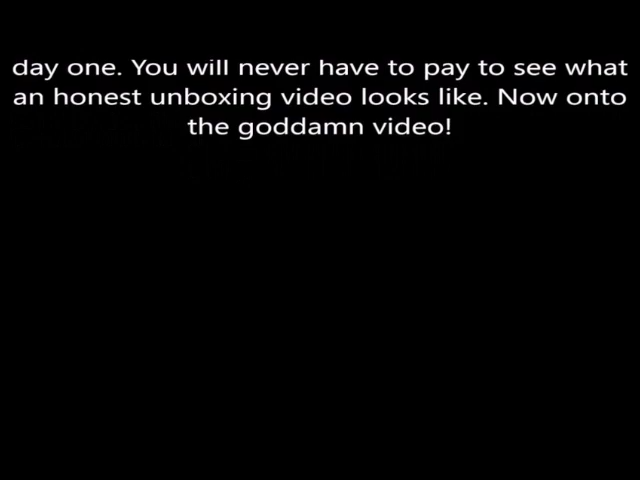 day one. You will never have to pay to see what
an honest unboxing video looks like. Now onto
the goddamn video!